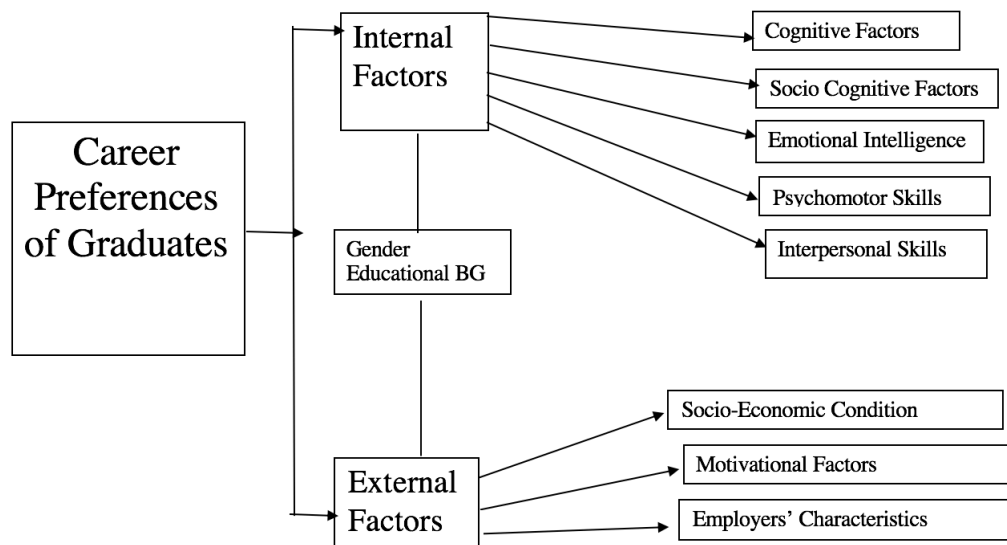 Career
Preferences
of Graduates
Internal
Factors
Cognitive Factors
Socio Cognitive Factors
Emotional Intelligence
Psychomotor Skills
Interpersonal Skills
Gender
Educational BG
External
Factors
Socio-Economic Condition
Motivational Factors
Employers’ Characteristics